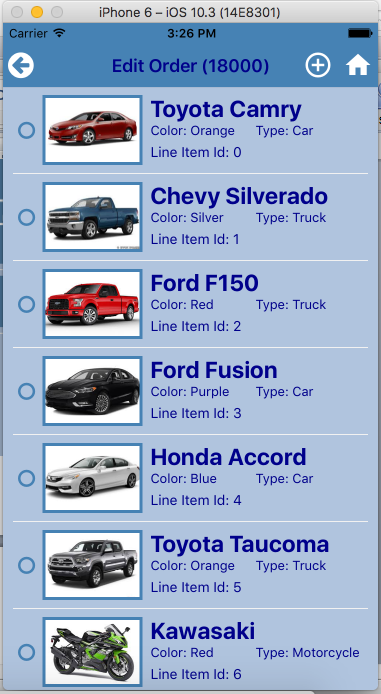 iPhone 6 – iOS 10.3 (14E8301)
Carrier 3:26 PM
Edit Order (18000)
Toyota Camry
Color: Orange Type: Car
Line Item Id: 0
Chevy Silverado
Color: Silver Type: Truck
Line Item Id: 1
Ford F150
Color: Red Type: Truck
Line Item Id: 2
Ford Fusion
Color: Purple Type: Car
Line Item Id: 3
Honda Accord
Color: Blue Type: Car
Line Item Id: 4
Toyota Taucoma
Color: Orange Type: Truck
Line Item Id: 5
Kawasaki
Color: Red Type: Motorcycle
Line Item Id: 6